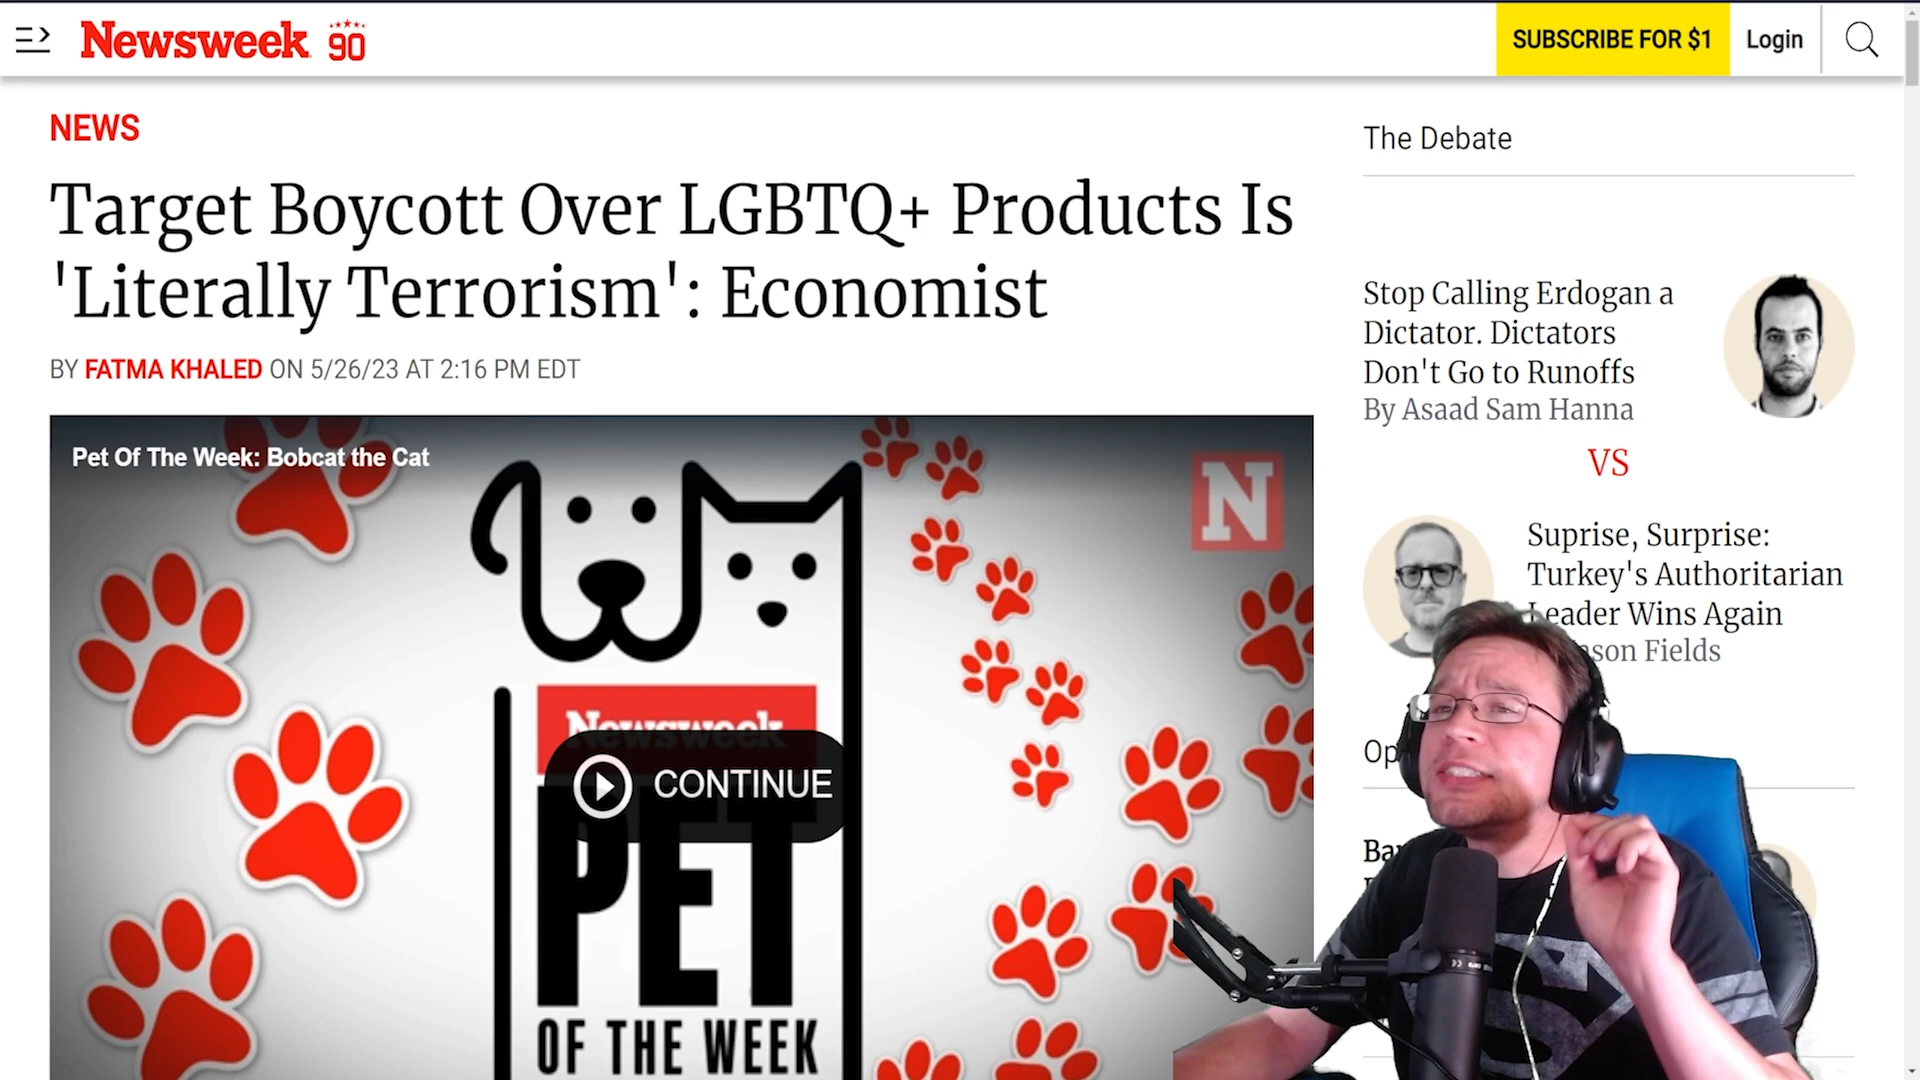 Newsweek 90
SUBSCRIBE FOR $1
Login
NEWS
Target Boycott Over LGBTQ+ Products Is
'Literally Terrorism': Economist
BY FATMA KHALED ON 5/26/23 AT 2:16 PM EDT
Pet Of The Week: Bobcat the Cat
N
Newsweek
CONTINUE
PET
OF THE WEEK
The Debate
Stop Calling Erdogan a
Dictator. Dictators
Don't Go to Runoffs
By Asaad Sam Hanna
VS
Suprise, Surprise:
Turkey's Authoritarian
Leader Wins Again
Fields